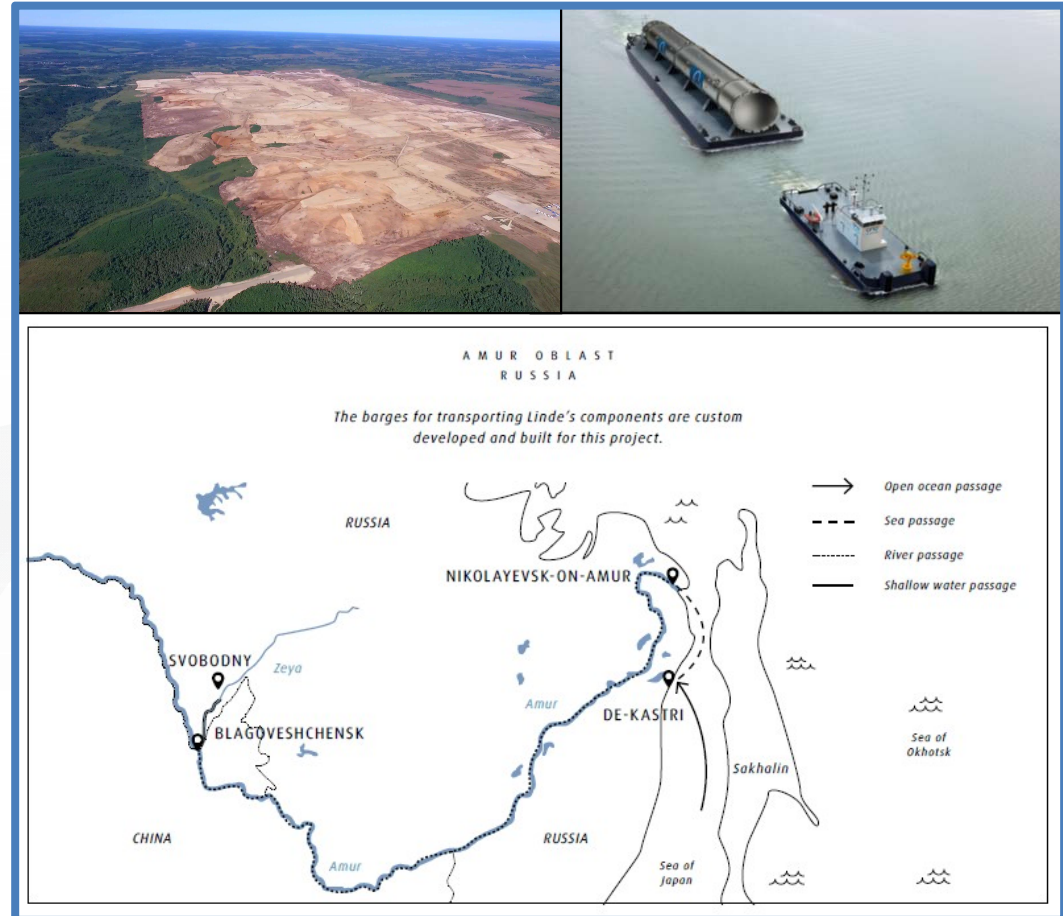 AMUR OBLAST
RUSSIA
The barges for transporting Linde's components are custom
developed and built for this project.
Open ocean passage
RUSSIA
Sea passage
River passage
NIKOLAYEVSK-ON-AMUR
Shallow water passage
SVOBODNY
Zeya
Amur
DE-KASTRI
BLAGOVESHCHENSK
Sea of
Okhotsk
Sakhalin
CHINA
RUSSIA
Amur
Sea of
Japan